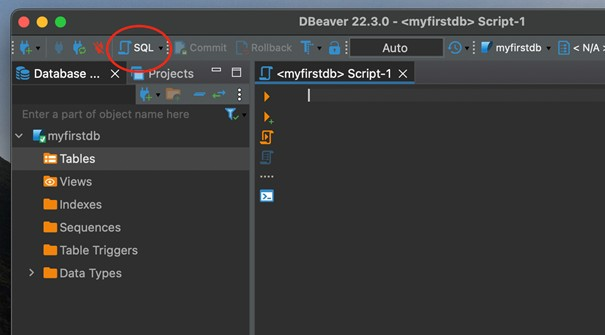 DBeaver 22.3.0 - <myfirstdb> Script-1
SQL Commit Rollback T Auto myfirstdb < N / A
Database ... Projects <myfirstdb> Script-1
Enter a part of object name here
myfirstdb
Tables
Views
Indexes
Sequences
Table Triggers
Data Types